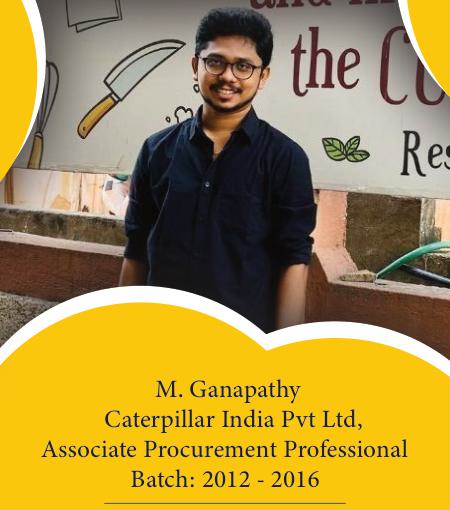 the
Res
M. Ganapathy
Caterpillar India Pvt Ltd,
Associate Procurement Professional
Batch: 2012 - 2016